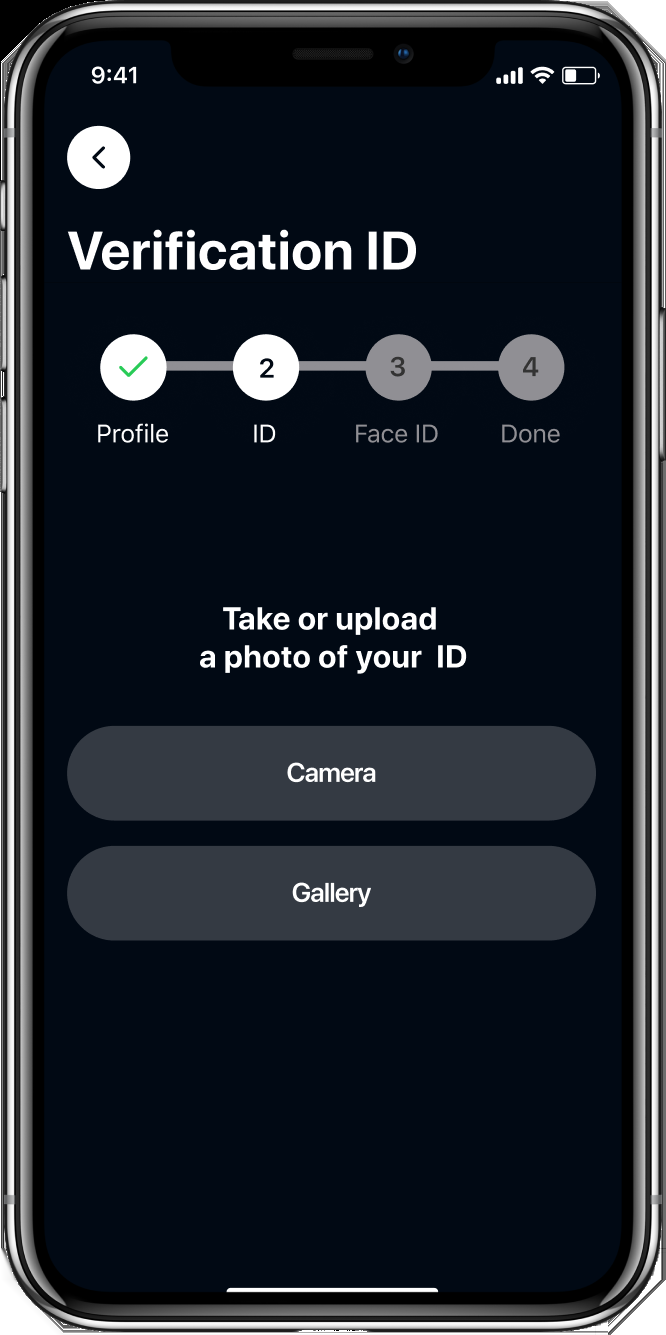 9:41
Verification ID
2 3 4
Profile ID Face ID Done
Take or upload
a photo of your ID
Camera
Gallery